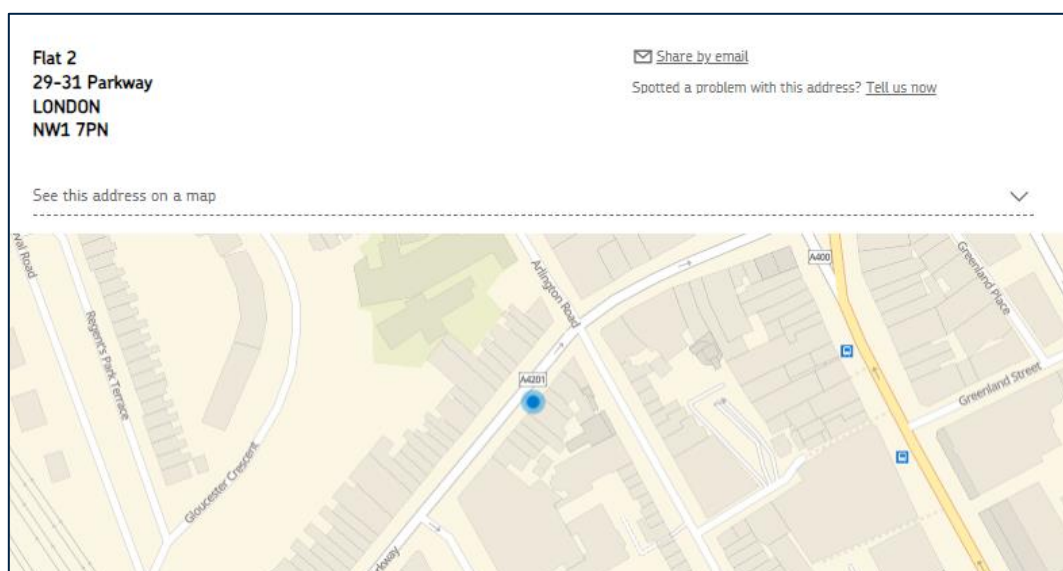 Flat 2
29-31 Parkway
LONDON
NW1 7PN
Share by email
Spotted a problem with this address? Tell us now
See this address on a map
Road
Regent's Park Terrace
Gloucester Crescent
Arlington Road
A4201
A400
Greenland Place
Greenland Street